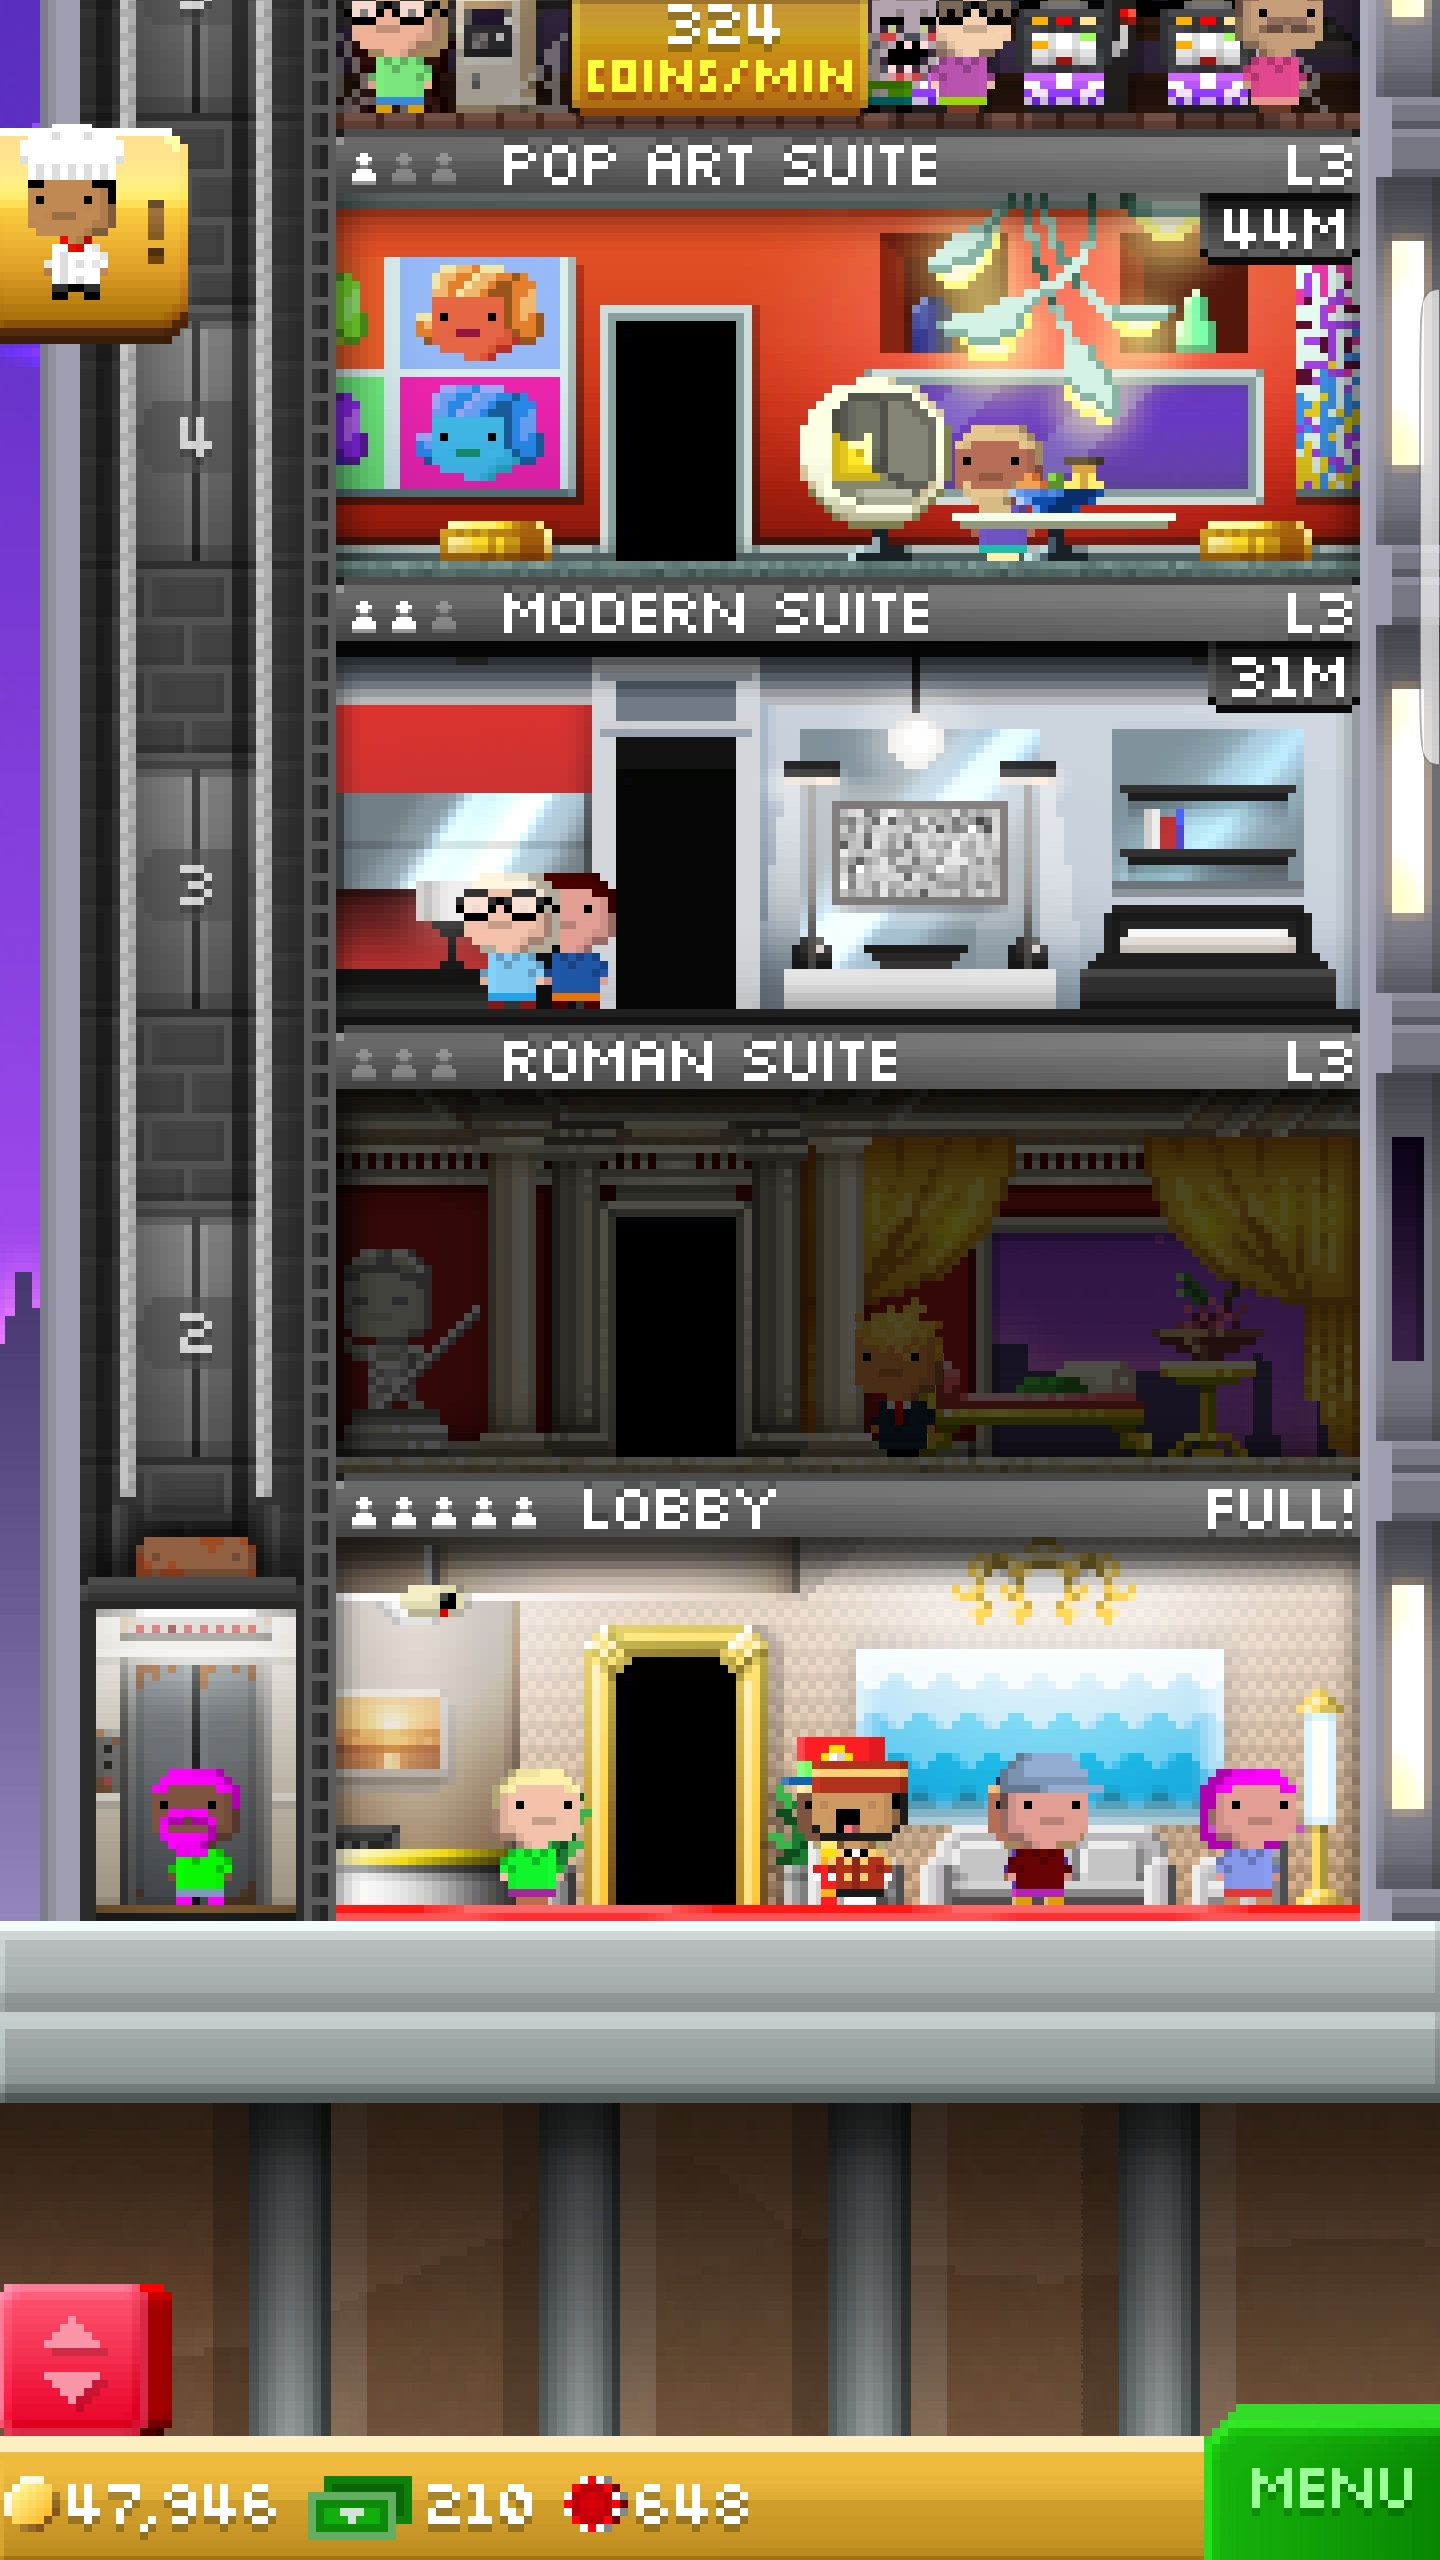 324
COINS/MIN
POP ART SUITE L3
44M
!
4
MODERN SUITE L3
31M
3
ROMAN SUITE L3
2
LOBBY FULL!
47,946 210 648
MENU